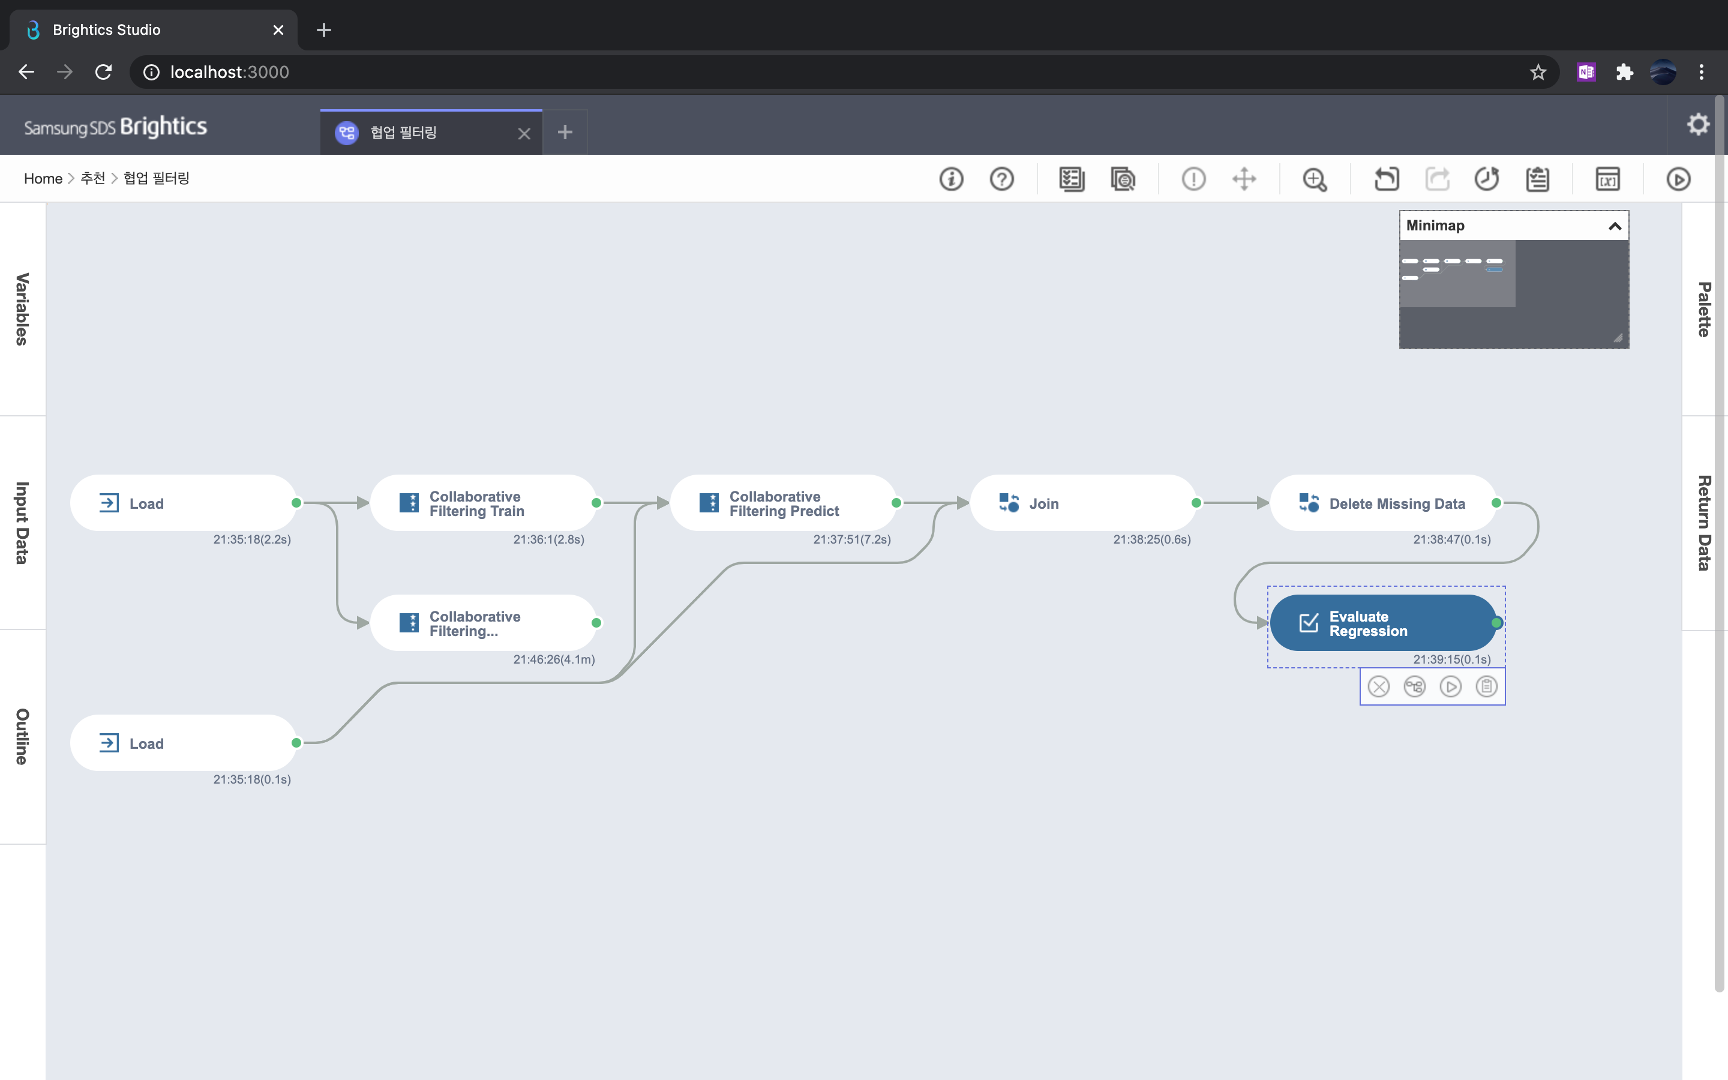 Brightics Studio
localhost:3000
Samsung SDS Brightics
협업 필터링
Home > 추천 > 협업 필터링
Minimap
Variables
Palette
Input Data
Return Data
Outline
Load
21:35:18(2.2s)
Collaborative
Filtering Train
21:36:1(2.8s)
Collaborative
Filtering Predict
21:37:51(7.2s)
Join
21:38:25(0.6s)
Delete Missing Data
21:38:47(0.1s)
Collaborative
Filtering...
21:46:26(4.1m)
Evaluate
Regression
21:39:15(0.1s)
Load
21:35:18(0.1s)